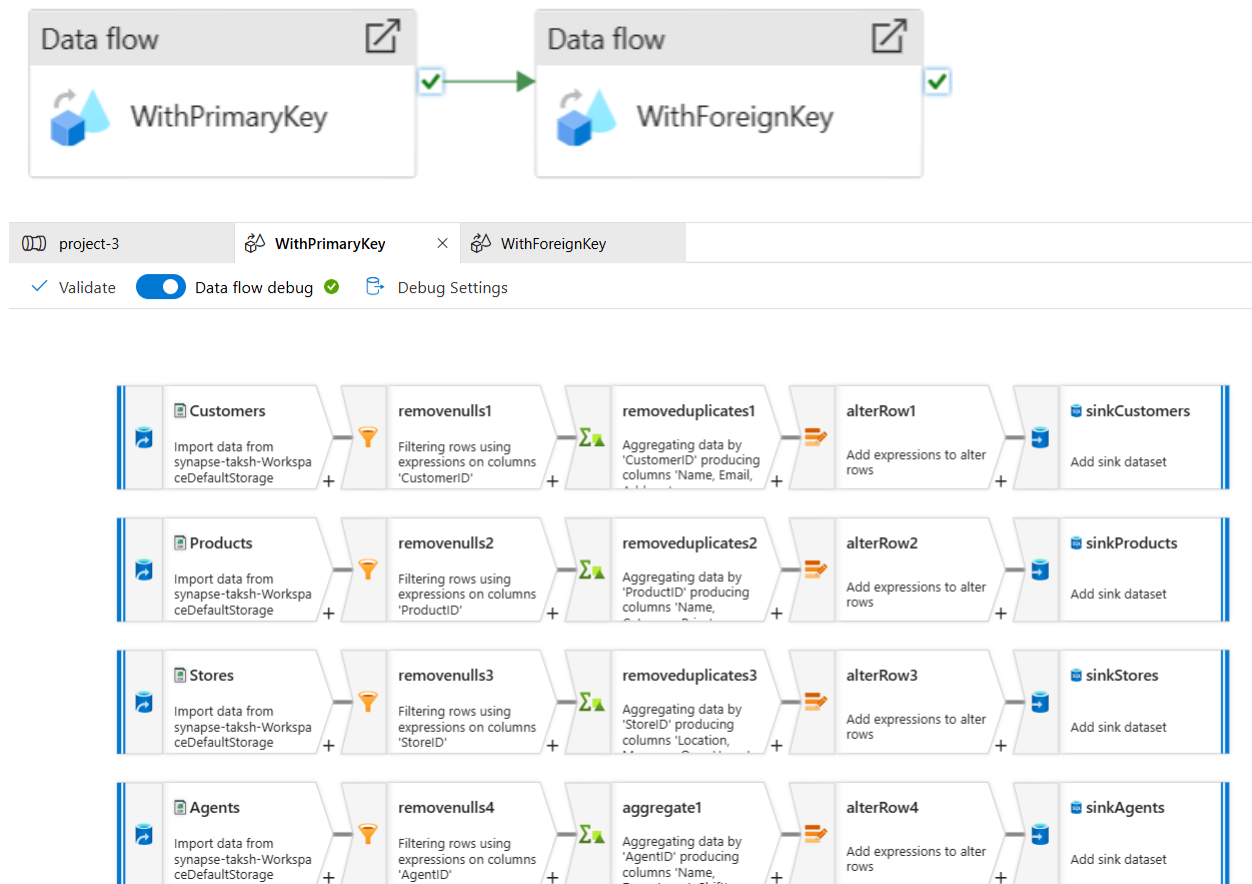 Data flow
Data flow
WithPrimaryKey
WithForeignKey
project-3
WithPrimaryKey
WithForeignKey
Validate
Data flow debug
Debug Settings
Customers
Import data from
synapse-taksh-Workspa
ceDefaultStorage
+
removenulls1
Filtering rows using
expressions on columns
'CustomerID'
+
removeduplicates1
Aggregating data by
'CustomerID' producing
columns 'Name, Email,
+
alterRow1
Add expressions to alter
rows
+
sinkCustomers
Add sink dataset
Products
Import data from
synapse-taksh-Workspa
ceDefaultStorage
+
removenulls2
Filtering rows using
expressions on columns
'ProductID'
+
removeduplicates2
Aggregating data by
'ProductID' producing
columns 'Name,
+
alterRow2
Add expressions to alter
rows
+
sinkProducts
Add sink dataset
Stores
Import data from
synapse-taksh-Workspa
ceDefaultStorage
+
removenulls3
Filtering rows using
expressions on columns
'StoreID'
+
removeduplicates3
Aggregating data by
'StoreID' producing
columns 'Location,
+
alterRow3
Add expressions to alter
rows
+
sinkStores
Add sink dataset
Agents
Import data from
synapse-taksh-Workspa
ceDefaultStorage
+
removenulls4
Filtering rows using
expressions on columns
'AgentID'
+
aggregate1
Aggregating data by
'AgentID' producing
columns 'Name,
+
alterRow4
Add expressions to alter
rows
+
sinkAgents
Add sink dataset